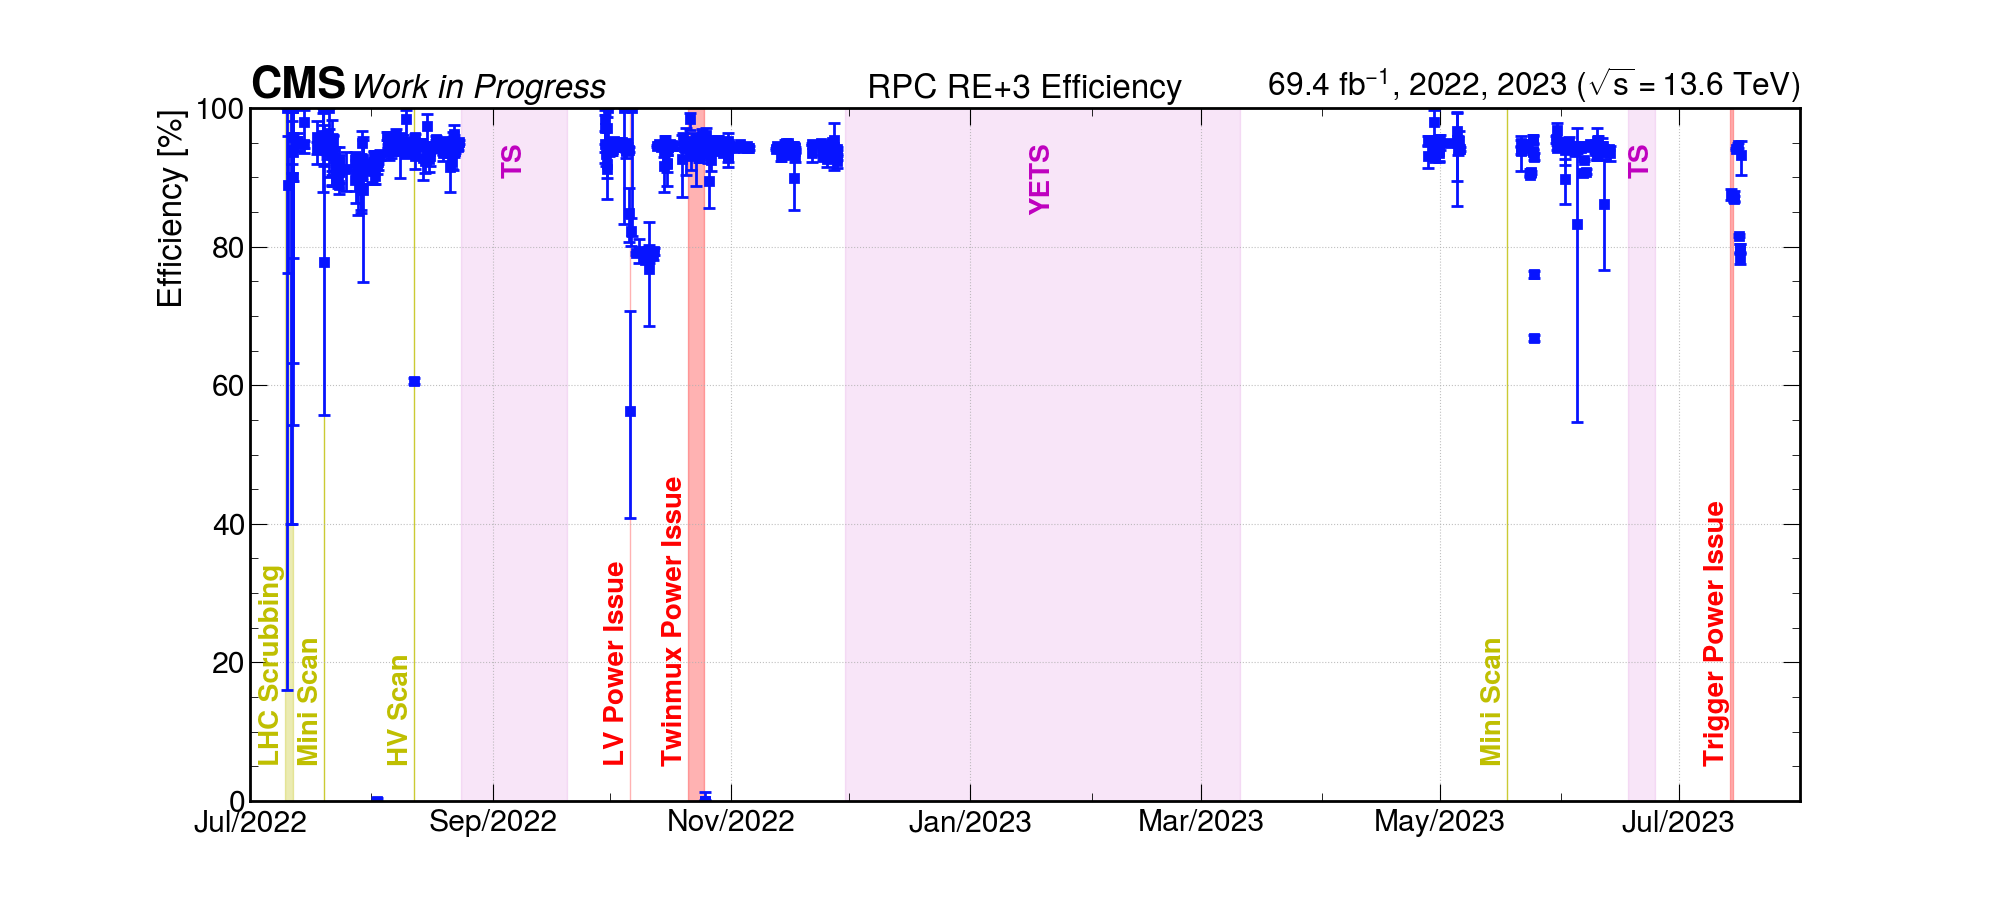 CMS Work in Progress RPC RE+3 Efficiency 69.4 fb⁻¹, 2022, 2023 (√s = 13.6 TeV)
Efficiency [%]
100
80
60
40
20
0
LHC Scrubbing
Mini Scan
HV Scan
TS
LV Power Issue
Twinmux Power Issue
YETS
Mini Scan
TS
Trigger Power Issue
Jul/2022 Sep/2022 Nov/2022 Jan/2023 Mar/2023 May/2023 Jul/2023